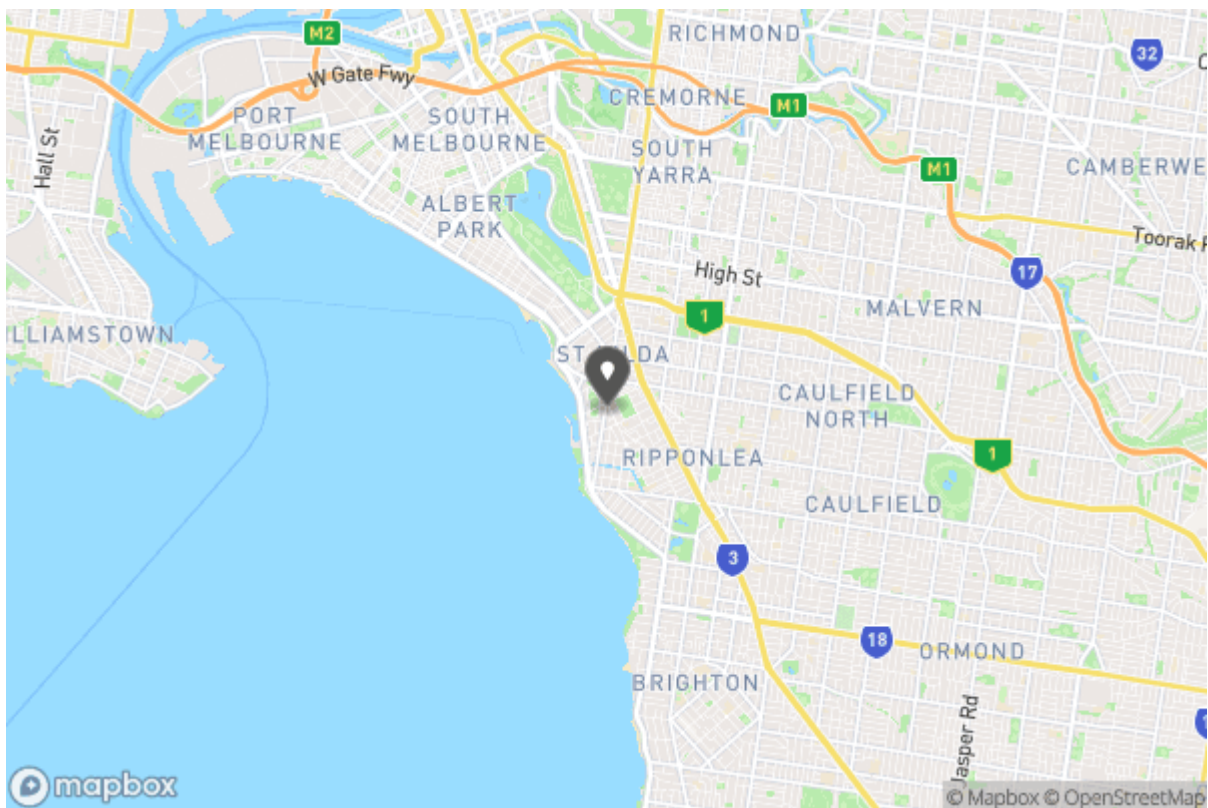 RICHMOND
M2
32
W Gate Fwy
CREMORNE
M1
PORT
MELBOURNE
SOUTH
MELBOURNE
Hall St
SOUTH
YARRA
M1
CAMBERWE
ALBERT
PARK
Toorak
High St
17
1
MALVERN
LLIAMSTOWN
CAULFIELD
NORTH
RIPPONLEA
1
CAULFIELD
3
18
ORMOND
BRIGHTON
Jasper Rd
mapbox
© Mapbox © OpenStreetMap